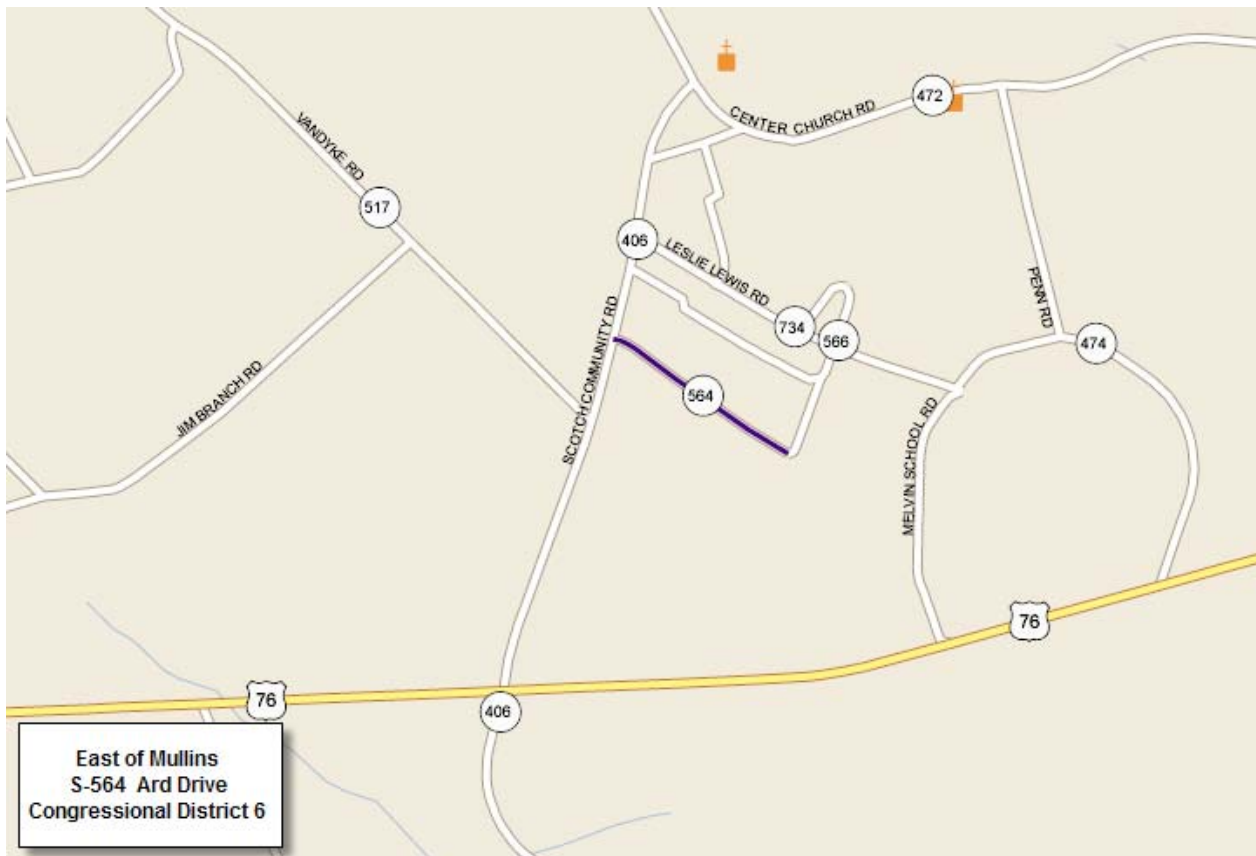 CENTER CHURCH RD
472
VANDYKE RD
517
406
LESLIE LEWIS RD
734
566
PENN RD
474
SCOTCH COMMUNITY RD
564
JIM BRANCH RD
MELVIN SCHOOL RD
76
76
406
East of Mullins
S-564 Ard Drive
Congressional District 6